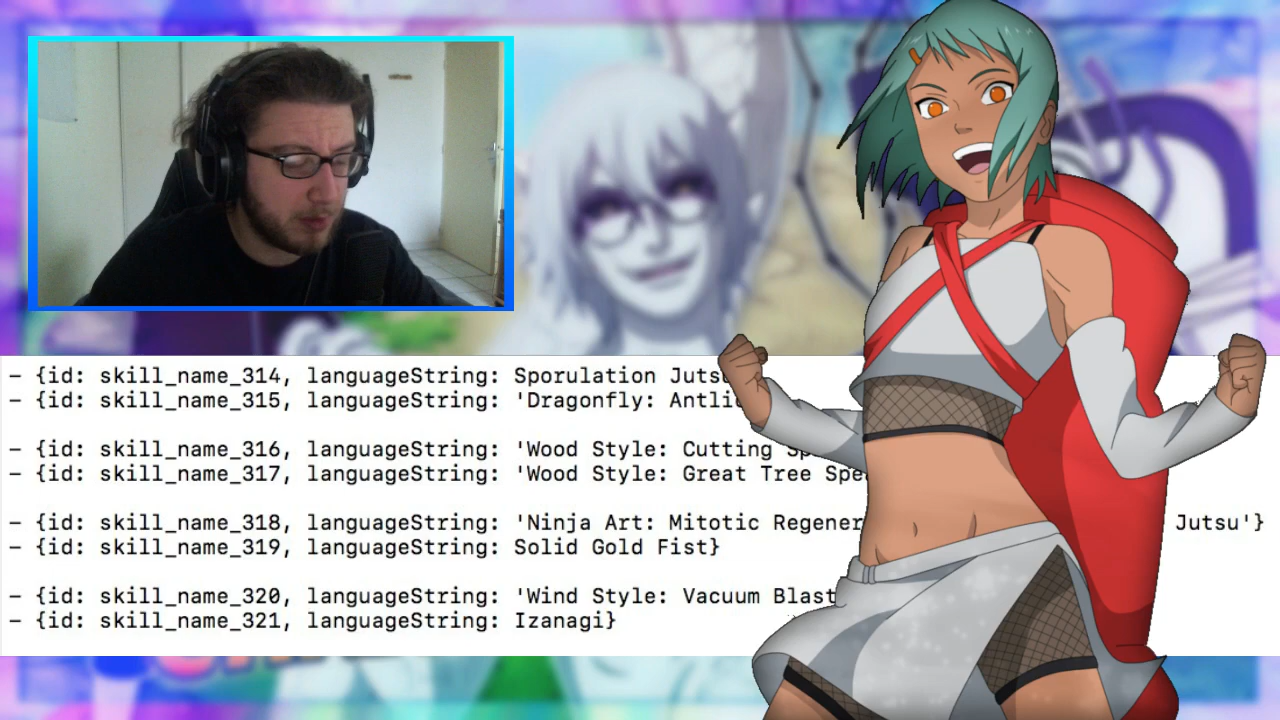 - {id: skill_name_314, languageString: Sporulation Jutsu
- {id: skill_name_315, languageString: 'Dragonfly:
- {id: skill_name_316, languageString: 'Wood Style: Cutting
- {id: skill_name_317, languageString: 'Wood Style: Great Tree
- {id: skill_name_318, languageString: 'Ninja Art: Mitotic Jutsu'}
- {id: skill_name_319, languageString: Solid Gold Fist}
- {id: skill_name_320, languageString: 'Wind Style: Vacuum Blast
- {id: skill_name_321, languageString: Izanagi}